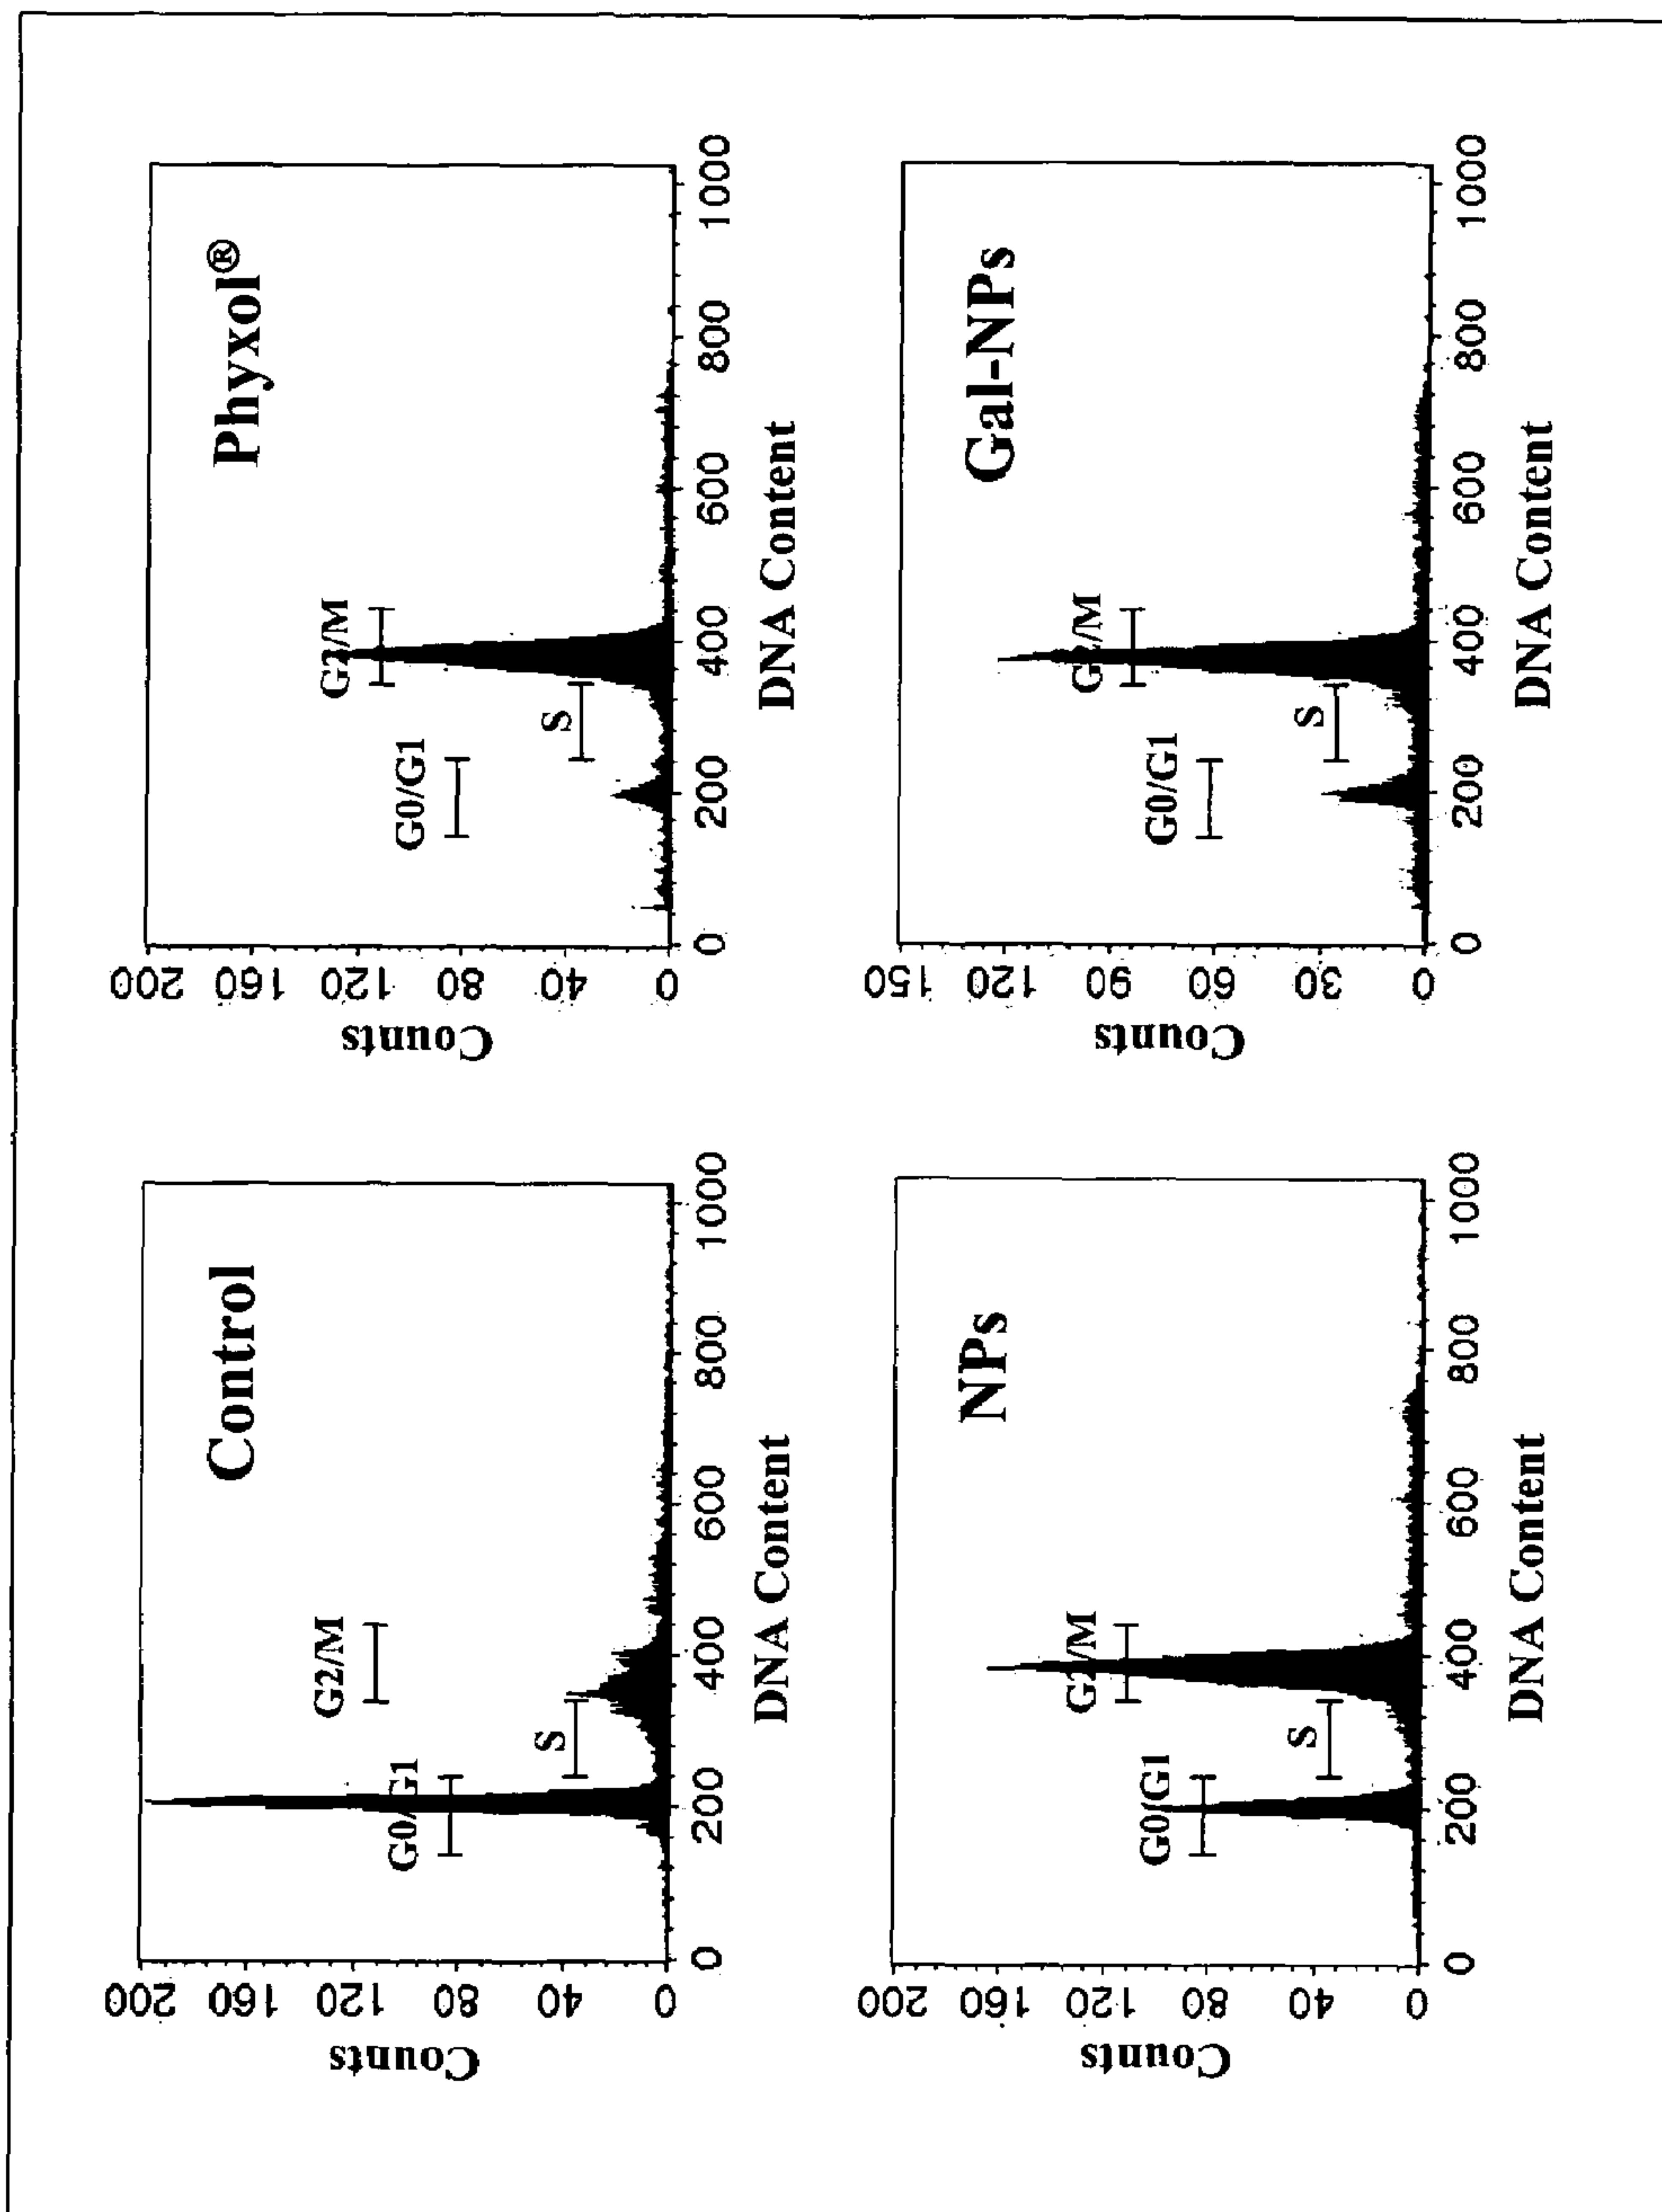 Control
G2/M
G0/G1
S
Counts
200 160 120 80 40 0
0 200 400 600 800 1000
DNA Content
Phyxol®
G2/M
G0/G1
S
Counts
200 160 120 80 40 0
0 200 400 600 800 1000
DNA Content
NPs
G2/M
G0/G1
S
Counts
200 160 120 80 40 0
0 200 400 600 800 1000
DNA Content
Gal-NPs
G2/M
G0/G1
S
Counts
150 120 90 60 30 0
0 200 400 600 800 1000
DNA Content